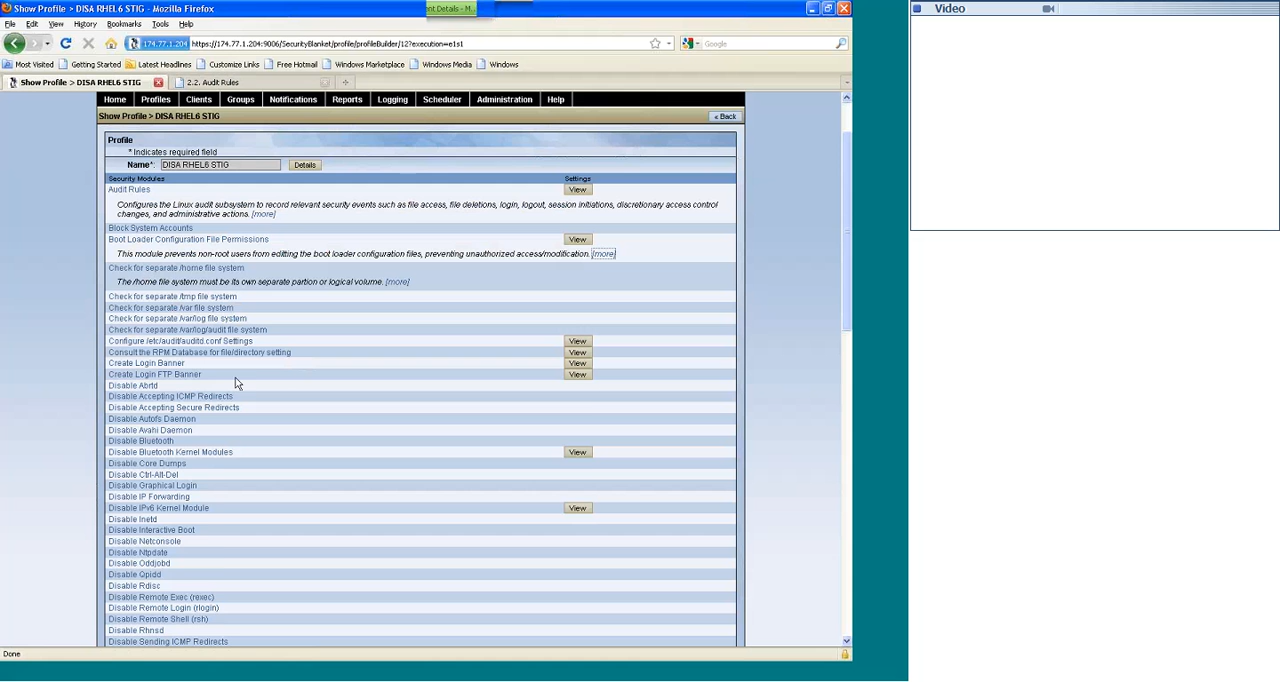 Show Profile > DISA RHEL6 STIG - Mozilla Firefox
nt Details - M...
File Edit View History Bookmarks Tools Help
174.77.1.204 https://174.77.1.204:9006/SecurityBlanket/profile/profileBuilder/12?execution=e1s1
Google
Most Visited Getting Started Latest Headlines Customize Links Free Hotmail Windows Marketplace Windows Media Windows
Show Profile > DISA RHEL6 STIG 2.2. Audit Rules
Home Profiles Clients Groups Notifications Reports Logging Scheduler Administration Help
Show Profile > DISA RHEL6 STIG « Back
Profile
* Indicates required field
Name*: DISA RHEL6 STIG Details
Security Modules Settings
Audit Rules View
Configures the Linux audit subsystem to record relevant security events such as file access, file deletions, login, logout, session initiations, discretionary access control
changes, and administrative actions. [more]
Block System Accounts
Boot Loader Configuration File Permissions View
This module prevents non-root users from editting the boot loader configuration files, preventing unauthorized access/modification. [more]
Check for separate /home file system
The /home file system must be its own separate partion or logical volume. [more]
Check for separate /tmp file system
Check for separate /var file system
Check for separate /var/log file system
Check for separate /var/log/audit file system
Configure /etc/audit/auditd.conf Settings View
Consult the RPM Database for file/directory setting View
Create Login Banner View
Create Login FTP Banner View
Disable Abrtd
Disable Accepting ICMP Redirects
Disable Accepting Secure Redirects
Disable Autofs Daemon
Disable Avahi Daemon
Disable Bluetooth
Disable Bluetooth Kernel Modules View
Disable Core Dumps
Disable Ctrl-Alt-Del
Disable Graphical Login
Disable IP Forwarding
Disable IPv6 Kernel Module View
Disable Inetd
Disable Interactive Boot
Disable Netconsole
Disable Ntpdate
Disable Oddjobd
Disable Qpidd
Disable Rdisc
Disable Remote Exec (rexec)
Disable Remote Login (rlogin)
Disable Remote Shell (rsh)
Disable Rhnsd
Disable Sending ICMP Redirects
Done
Video